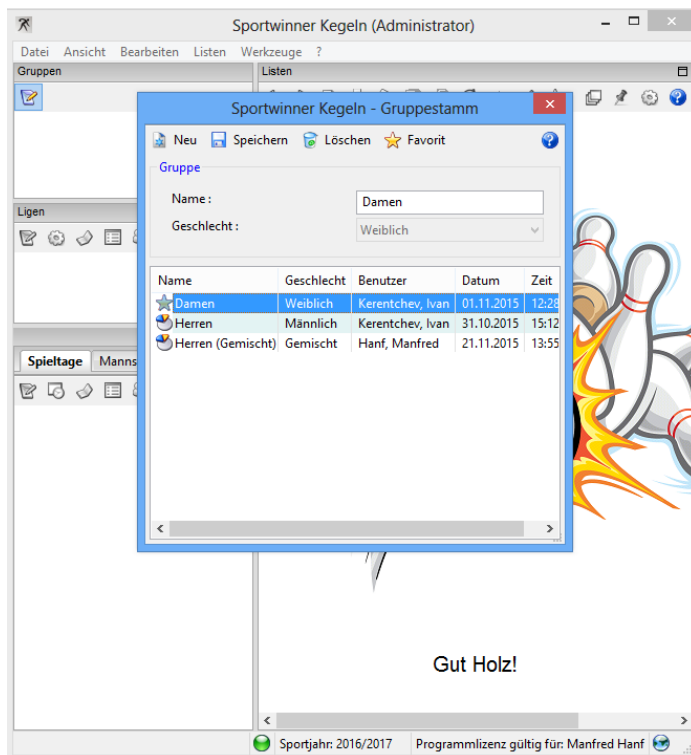 Sportwinner Kegeln (Administrator)
Datei Ansicht Bearbeiten Listen Werkzeuge ?
Gruppen
Listen
Sportwinner Kegeln - Gruppestamm
Neu Speichern Löschen Favorit
Gruppe
Name : Damen
Geschlecht : Weiblich
Name Geschlecht Benutzer Datum Zeit
Damen Weiblich Kerentchev, Ivan 01.11.2015 12:28
Herren Männlich Kerentchev, Ivan 31.10.2015 15:12
Herren (Gemischt) Gemischt Hanf, Manfred 21.11.2015 13:55
Ligen
Spieltage Manns
Gut Holz!
Sportjahr: 2016/2017 Programmlizenz gültig für: Manfred Hanf